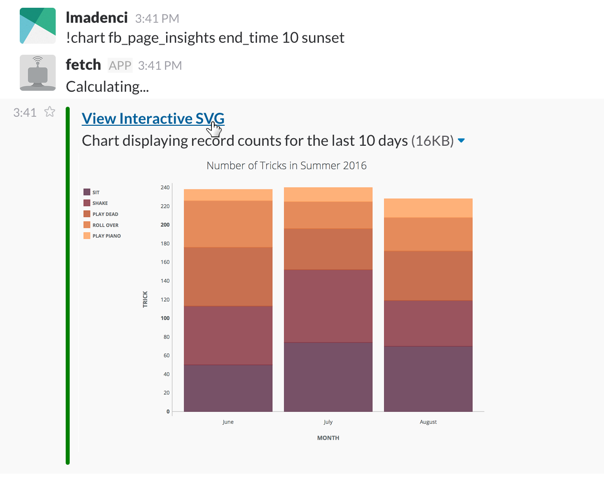 lmadenci 3:41 PM
!chart fb_page_insights end_time 10 sunset
fetch APP 3:41 PM
Calculating...
3:41
View Interactive SVG
Chart displaying record counts for the last 10 days (16KB)
Number of Tricks in Summer 2016
SIT
SHAKE
PLAY DEAD
ROLL OVER
PLAY PIANO
TRICK
240
220
200
180
160
140
120
100
80
60
40
20
0
June July August
MONTH